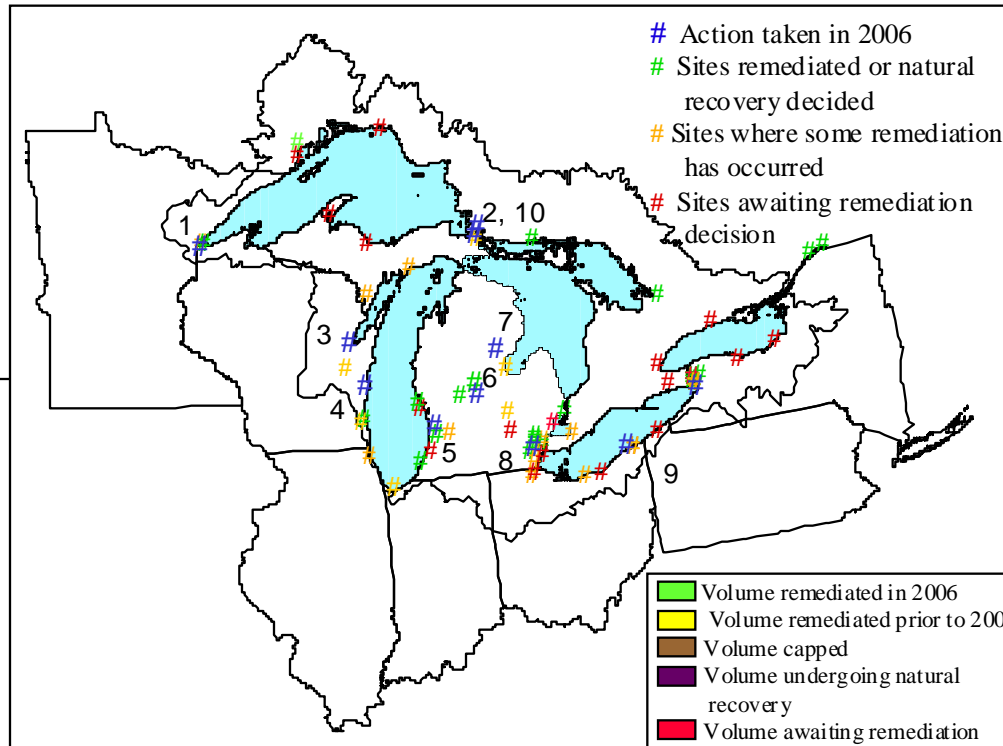 # Action taken in 2006
# Sites remediated or natural
recovery decided
# Sites where some remediation
has occurred
# Sites awaiting remediation
decision
1
2, 10
3
7
6
4
5
8
9
Volume remediated in 2006
Volume remediated prior to 200
Volume capped
Volume undergoing natural
recovery
Volume awaiting remediation